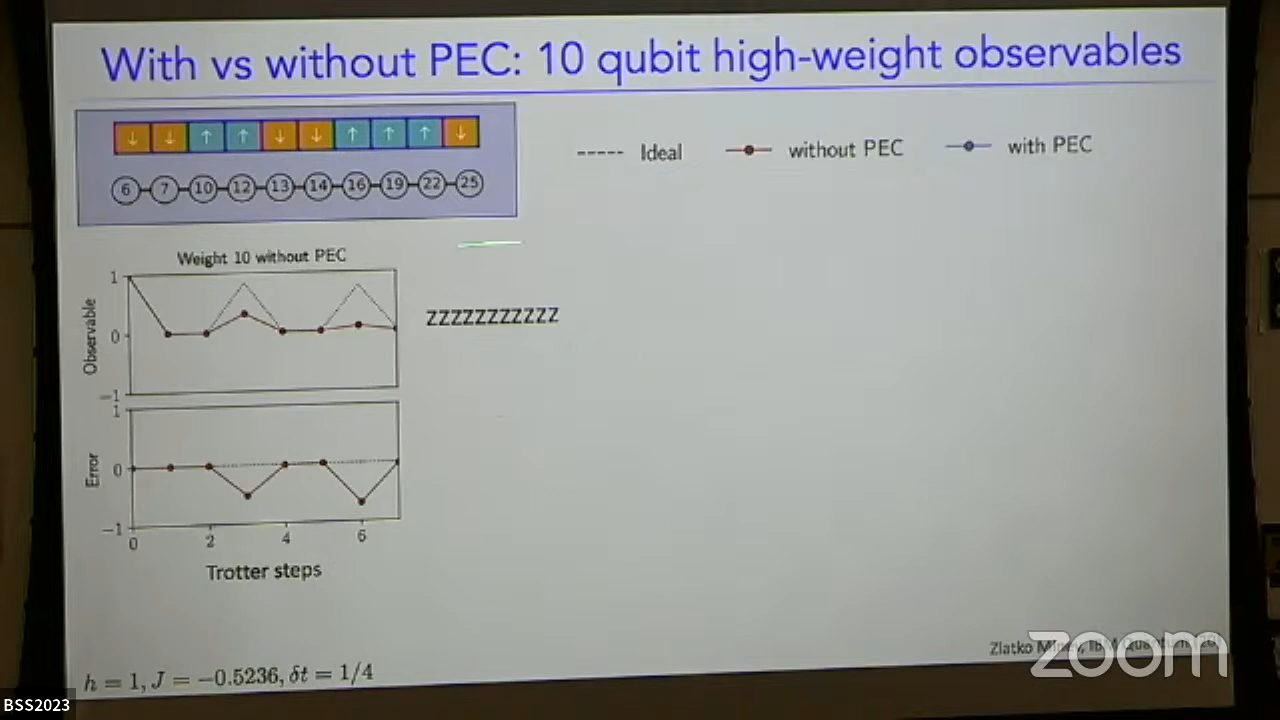 With vs without PEC: 10 qubit high-weight observables
↓ ↓ ↑ ↑ ↓ ↓ ↑ ↑ ↑ ↓
6 7 10 12 13 14 16 19 22 25
Ideal without PEC with PEC
Weight 10 without PEC
1
0
−1
Observable
ZZZZZZZZZZZ
1
0
−1
Error
0 2 4 6
Trotter steps
Zlatko
zoom
h = 1, J = −0.5236, δt = 1/4
BSS2023